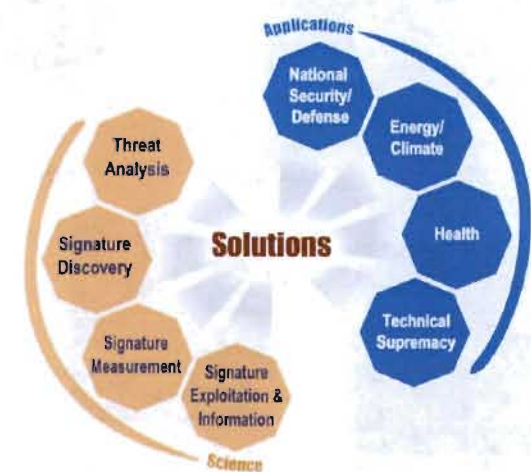 Applications
National
Security/
Defense
Energy/
Climate
Health
Technical
Supremacy
Solutions
Threat
Analysis
Signature
Discovery
Signature
Measurement
Signature
Exploitation &
Information
Science